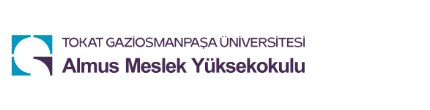 TOKAT GAZİOSMANPAŞA ÜNİVERSİTESİ
Almus Meslek Yüksekokulu